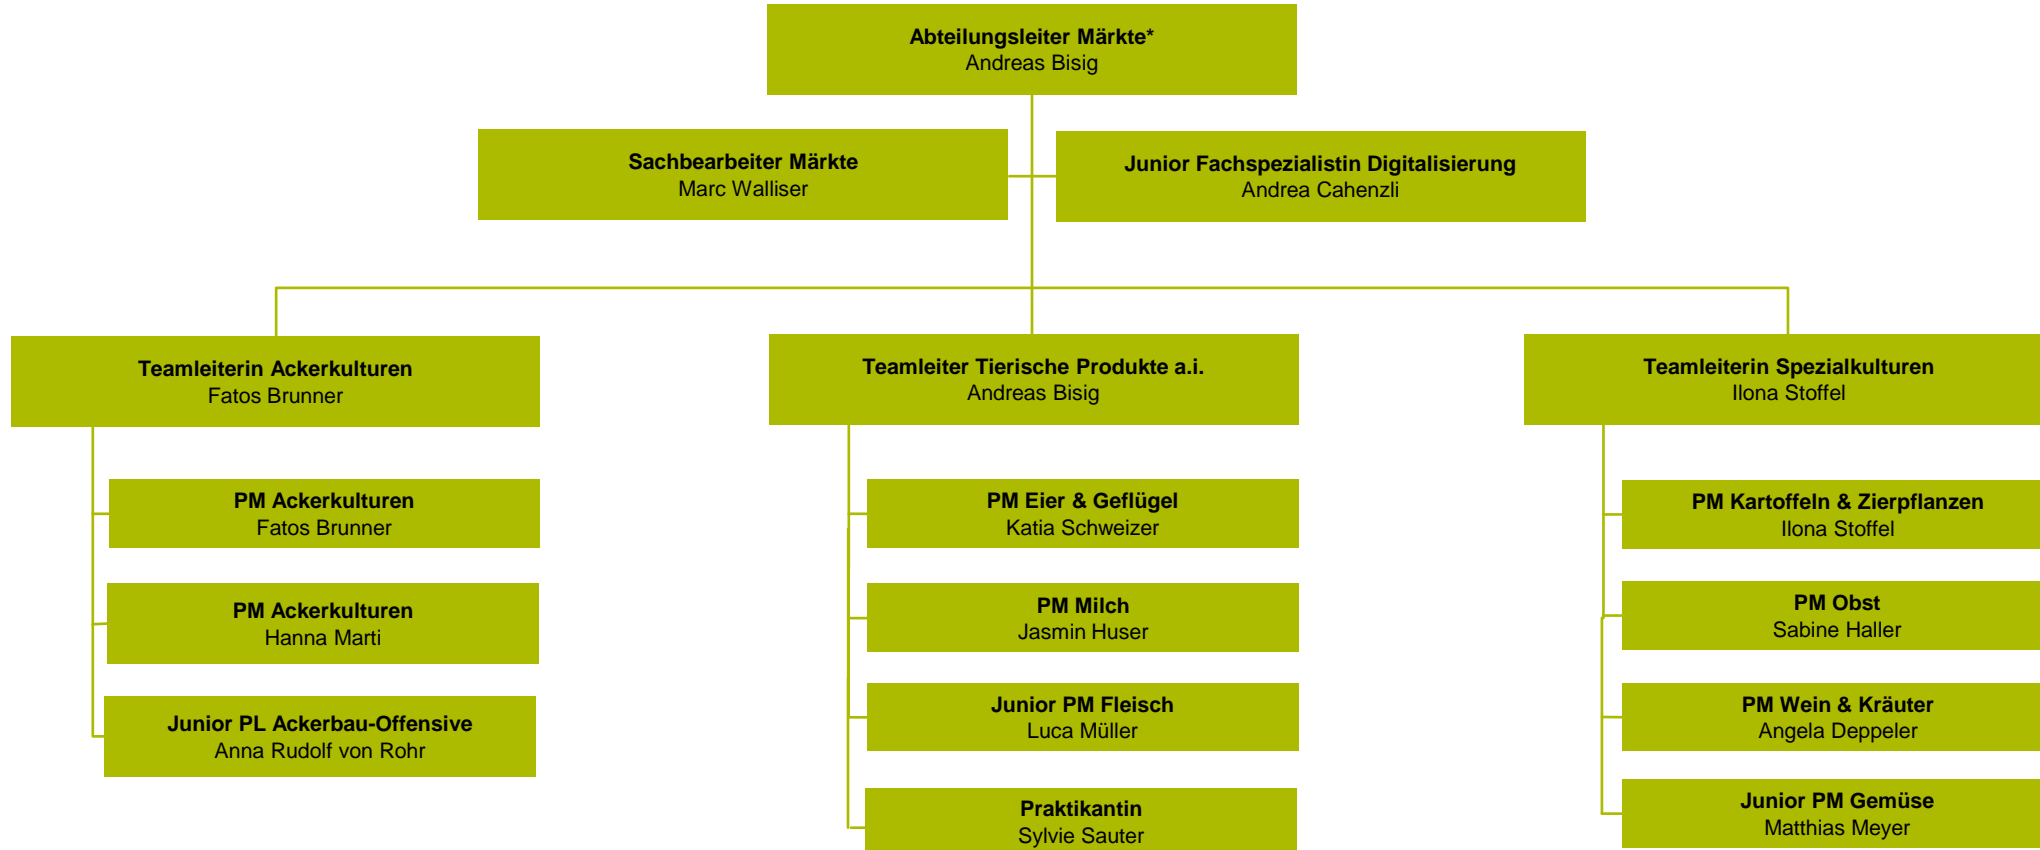 Abteilungsleiter Märkte*
Andreas Bisig
Sachbearbeiter Märkte
Marc Walliser
Junior Fachspezialistin Digitalisierung
Andrea Cahenzli
Teamleiterin Ackerkulturen
Fatos Brunner
PM Ackerkulturen
Fatos Brunner
PM Ackerkulturen
Hanna Marti
Junior PL Ackerbau-Offensive
Anna Rudolf von Rohr
Teamleiter Tierische Produkte a.i.
Andreas Bisig
PM Eier & Geflügel
Katia Schweizer
PM Milch
Jasmin Huser
Junior PM Fleisch
Luca Müller
Praktikantin
Sylvie Sauter
Teamleiterin Spezialkulturen
Ilona Stoffel
PM Kartoffeln & Zierpflanzen
Ilona Stoffel
PM Obst
Sabine Haller
PM Wein & Kräuter
Angela Deppeler
Junior PM Gemüse
Matthias Meyer